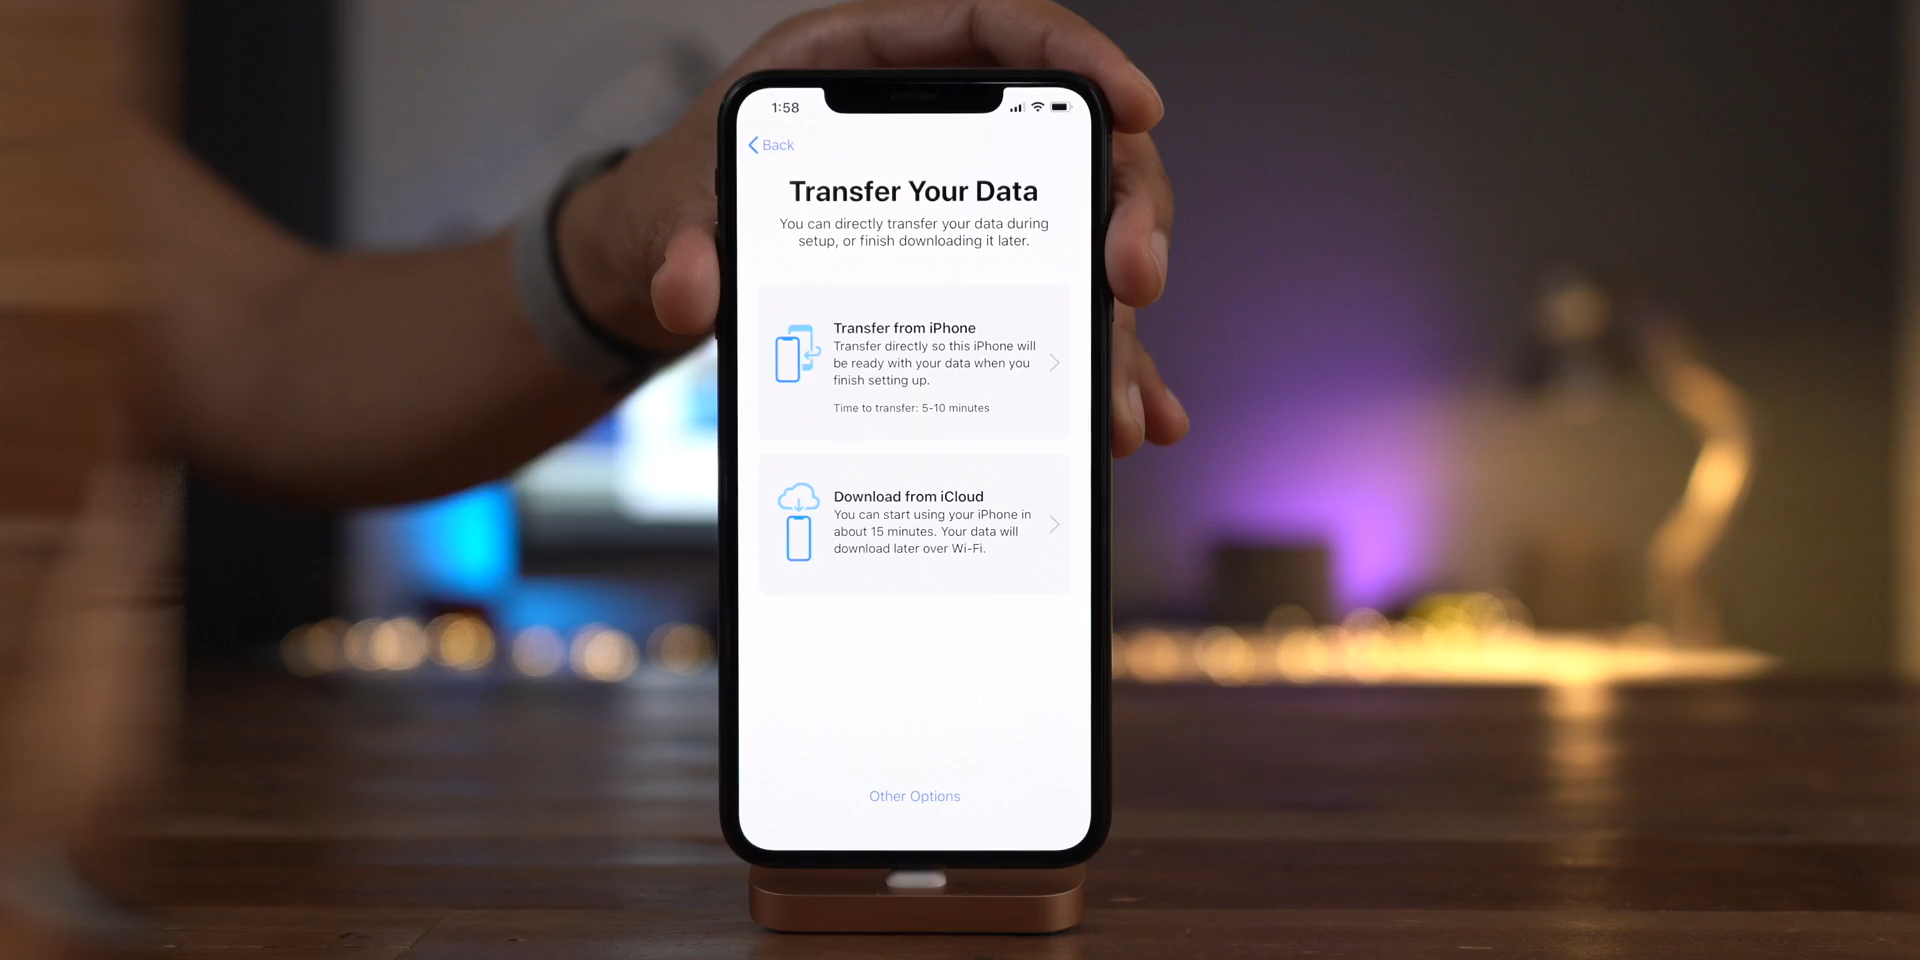 1:58
Back
Transfer Your Data
You can directly transfer your data during
setup, or finish downloading it later.
Transfer from iPhone
Transfer directly so this iPhone will
be ready with your data when you
finish setting up.
Time to transfer: 5-10 minutes
Download from iCloud
You can start using your iPhone in
about 15 minutes. Your data will
download later over Wi-Fi.
Other Options